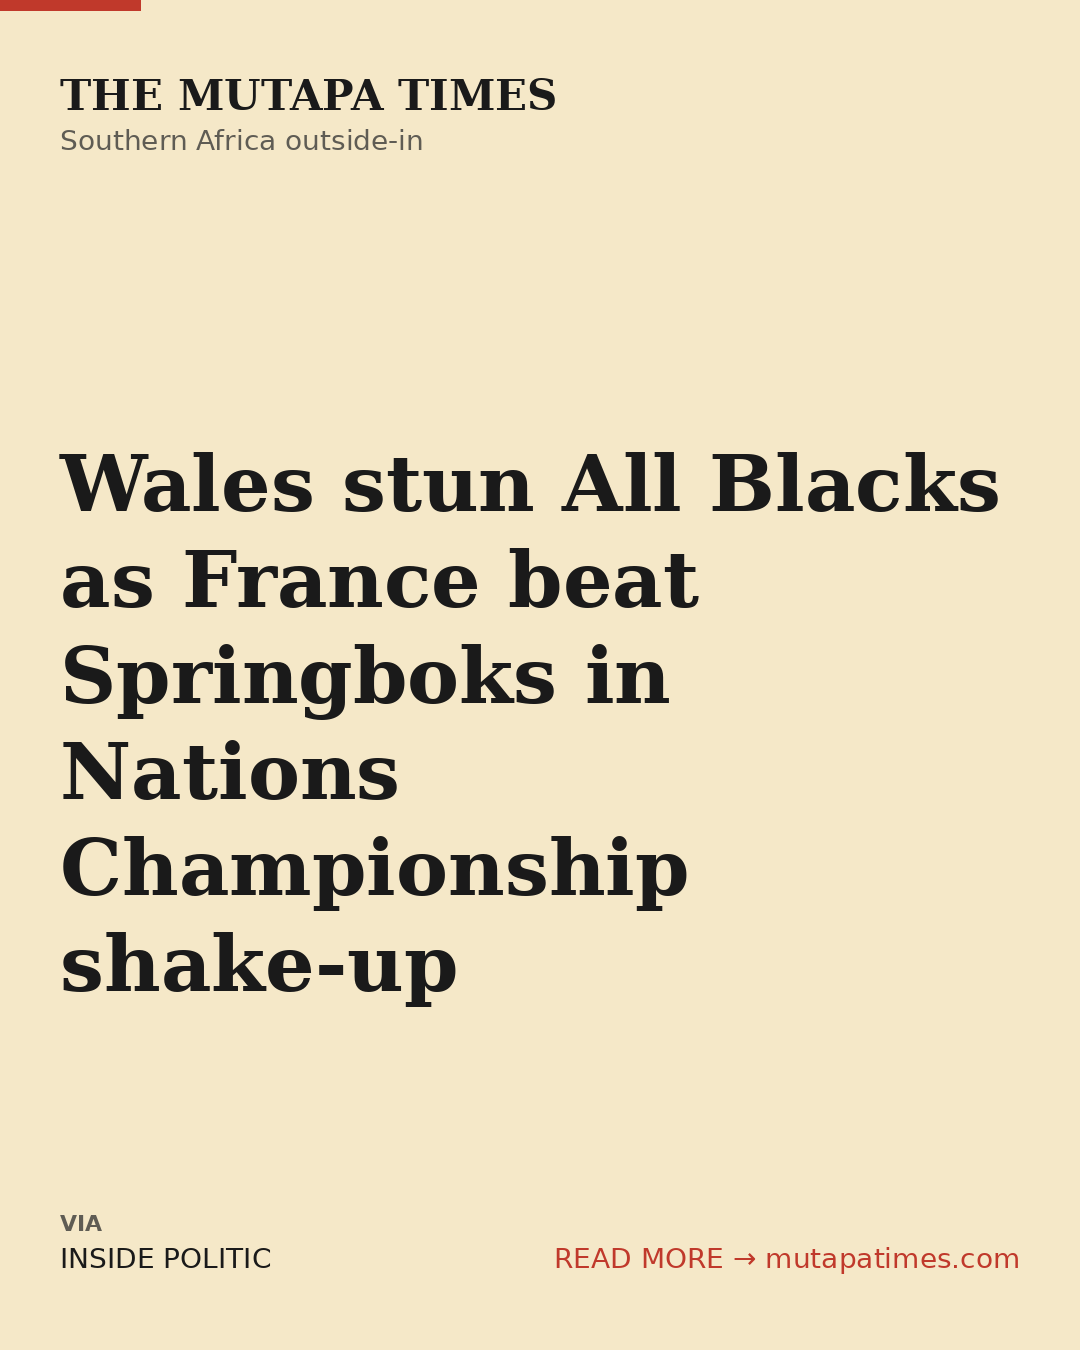 THE MUTAPA TIMES
Southern Africa outside-in
Wales stun All Blacks
as France beat
Springboks in
Nations
Championship
shake-up
VIA
INSIDE POLITIC
READ MORE → mutapatimes.com